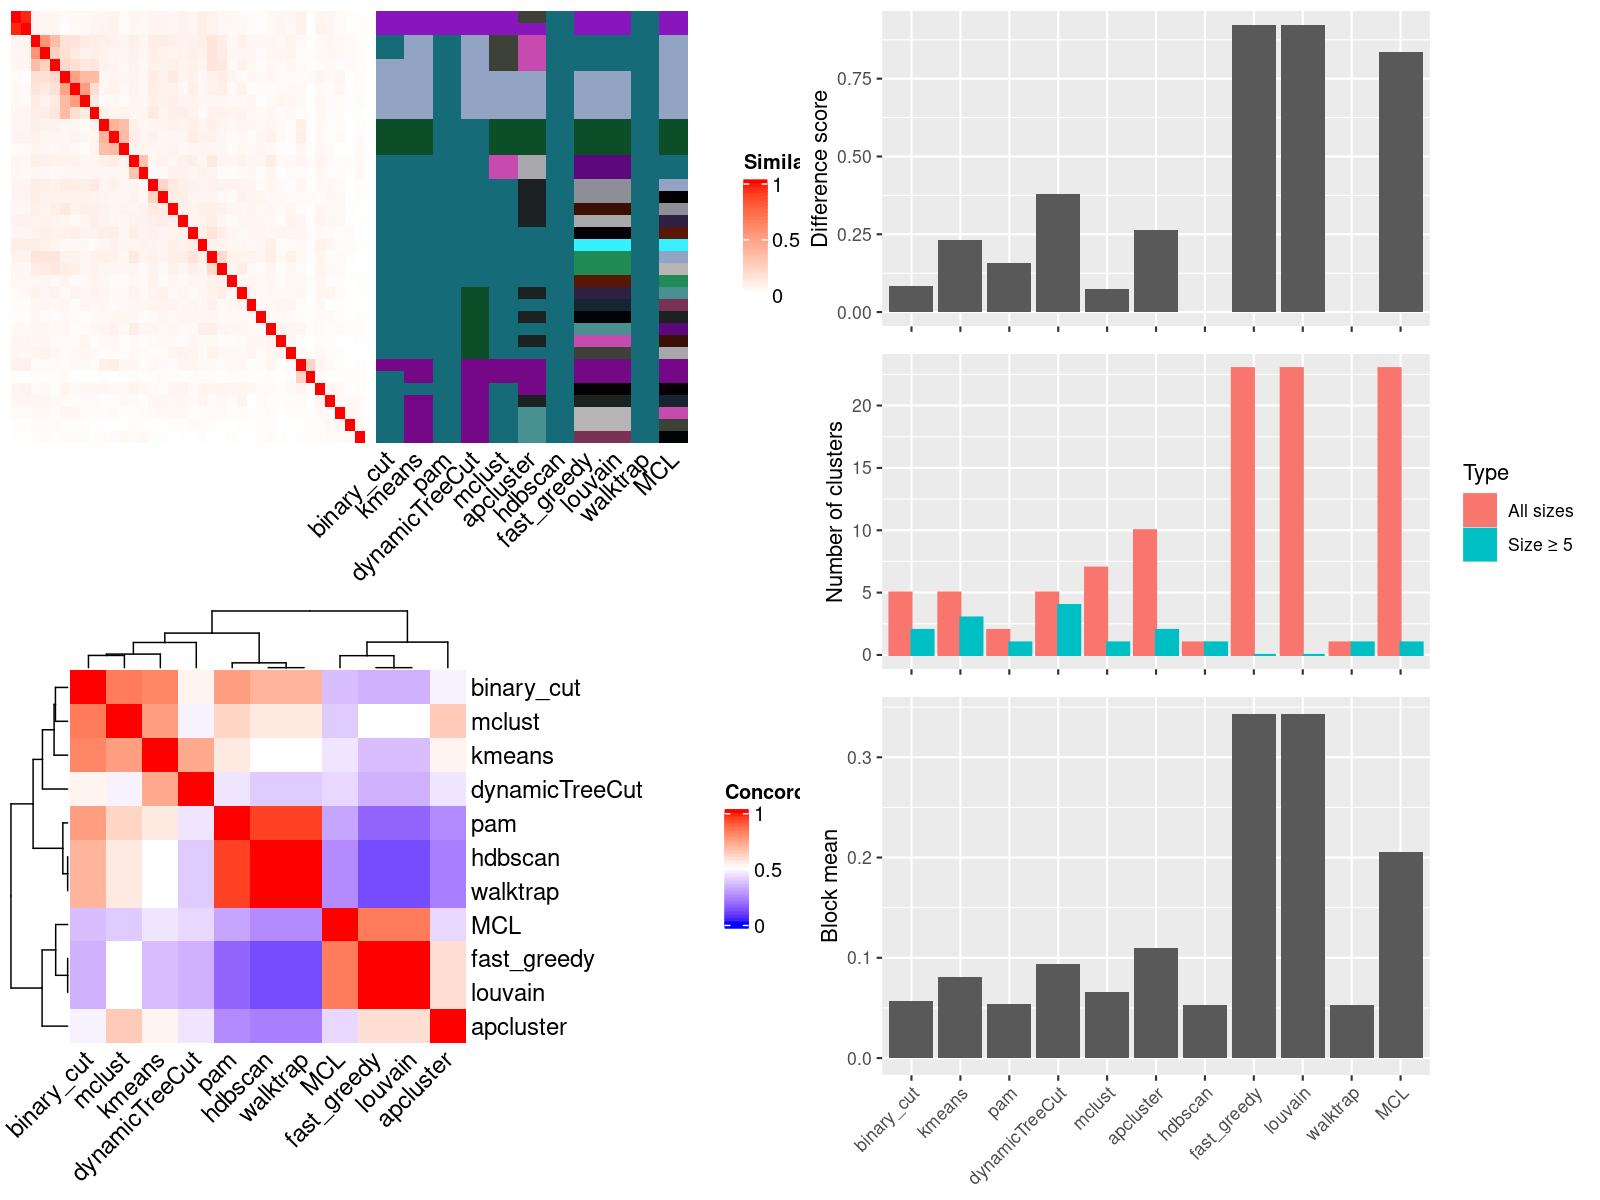 Simila
1
0.5
0
binary_cut
kmeans
pam
dynamicTreeCut
mclust
apcluster
hdbscan
fast_greedy
louvain
walktrap
MCL
Difference score
0.75
0.50
0.25
0.00
Number of clusters
20
15
10
5
0
Type
All sizes
Size ≥ 5
binary_cut
mclust
kmeans
dynamicTreeCut
pam
hdbscan
walktrap
MCL
fast_greedy
louvain
apcluster
Concord
1
0.5
0
binary_cut
mclust
kmeans
dynamicTreeCut
pam
hdbscan
walktrap
MCL
fast_greedy
louvain
apcluster
Block mean
0.3
0.2
0.1
0.0
binary_cut
kmeans
pam
dynamicTreeCut
mclust
apcluster
hdbscan
fast_greedy
louvain
walktrap
MCL